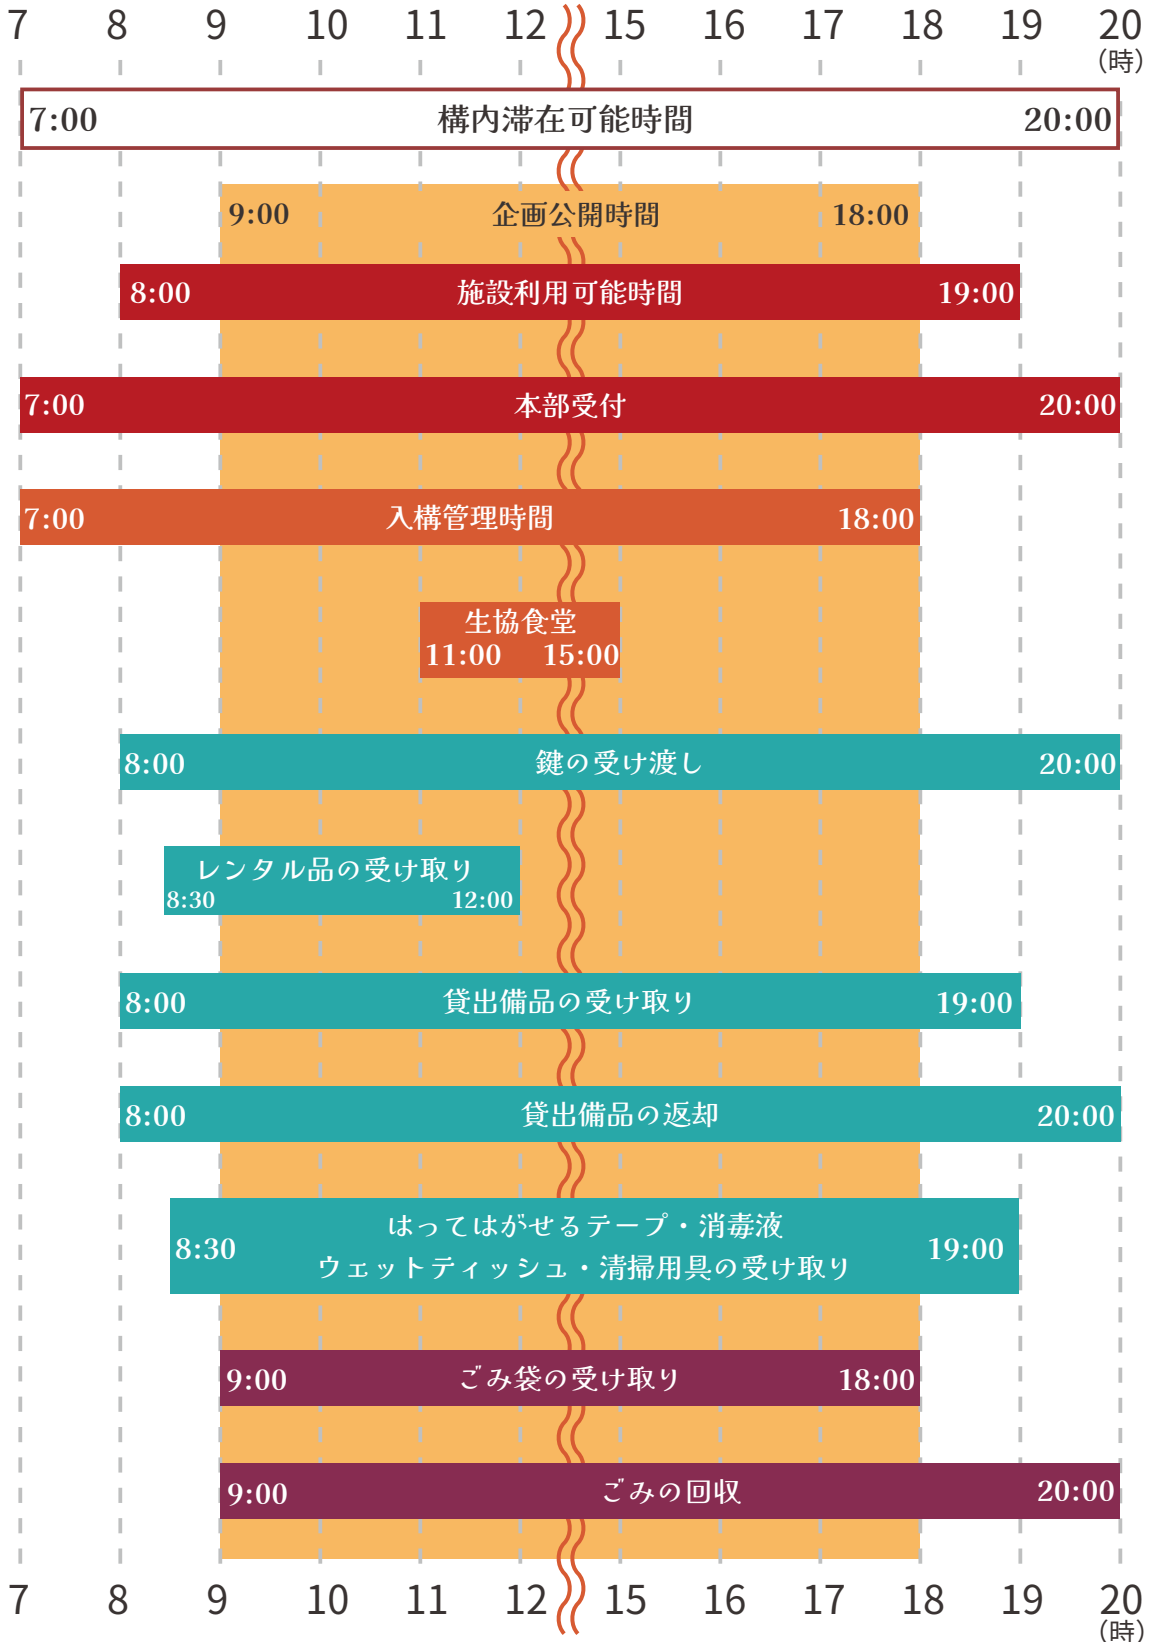 7 8 9 10 11 12 15 16 17 18 19 20
(時)
7:00 構内滞在可能時間 20:00
9:00 企画公開時間 18:00
8:00 施設利用可能時間 19:00
7:00 本部受付 20:00
7:00 入構管理時間 18:00
生協食堂
11:00 15:00
8:00 鍵の受け渡し 20:00
レンタル品の受け取り
8:30 12:00
8:00 貸出備品の受け取り 19:00
8:00 貸出備品の返却 20:00
はってはがせるテープ・消毒液
8:30 19:00
ウェットティッシュ・清掃用具の受け取り
9:00 ごみ袋の受け取り 18:00
9:00 ごみの回収 20:00
7 8 9 10 11 12 15 16 17 18 19 20
(時)